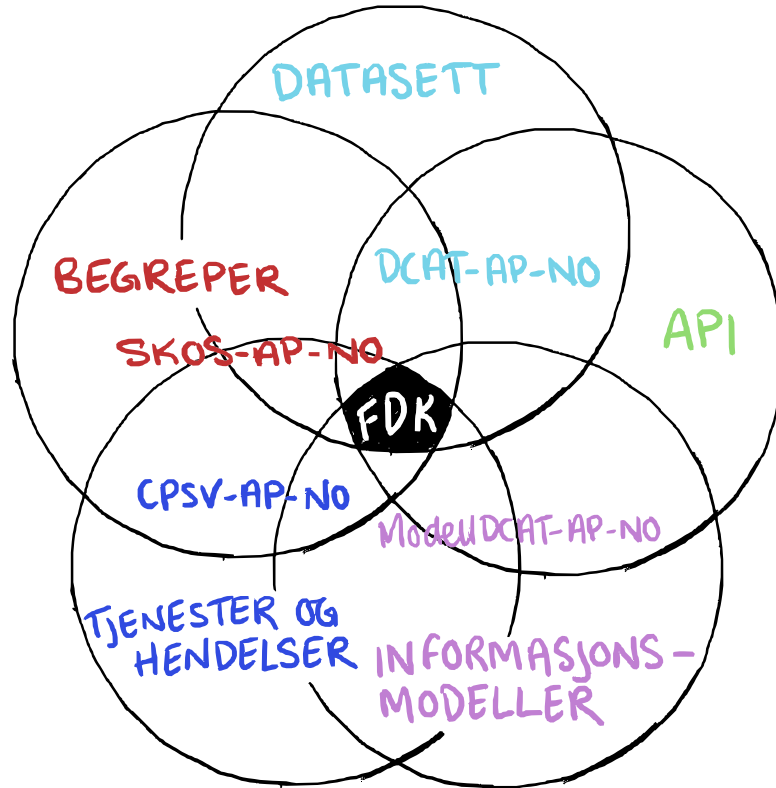 DATASETT
BEGREPER
DCAT-AP-NO
API
SKOS-AP-NO
FDK
CPSV-AP-NO
ModellDCAT-AP-NO
TJENESTER OG
HENDELSER
INFORMASJONS-
MODELLER